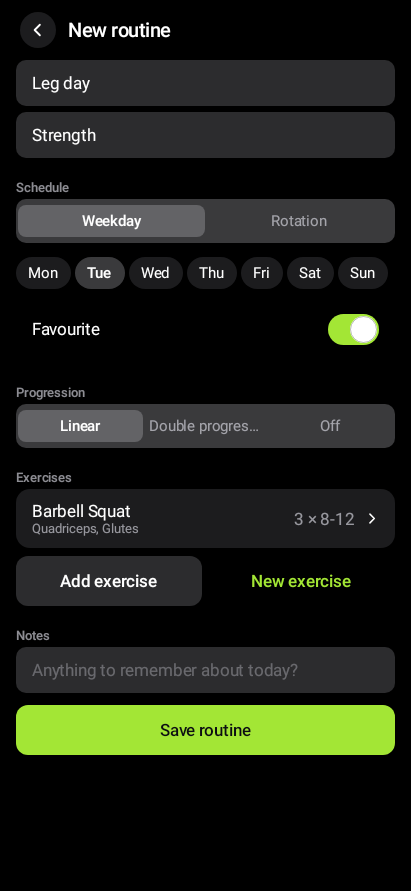 New routine
Leg day
Strength
Schedule
Weekday Rotation
Mon Tue Wed Thu Fri Sat Sun
Favourite
Progression
Linear Double progres... Off
Exercises
Barbell Squat
Quadriceps, Glutes
3 × 8-12
Add exercise New exercise
Notes
Anything to remember about today?
Save routine